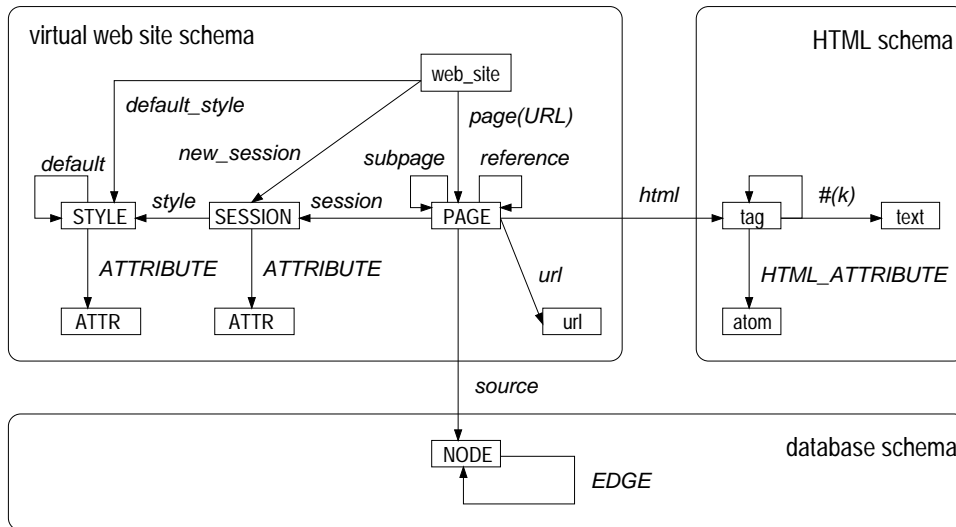 virtual web site schema
HTML schema
web_site
default_style
page(URL)
new_session
default
subpage
reference
style
session
html
#(k)
STYLE
SESSION
PAGE
tag
text
ATTRIBUTE
ATTRIBUTE
url
HTML_ATTRIBUTE
ATTR
ATTR
url
atom
source
database schema
NODE
EDGE